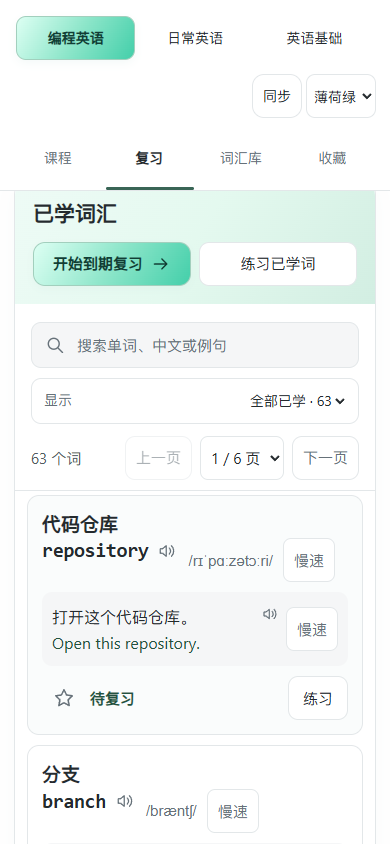 编程英语 日常英语 英语基础
同步 薄荷绿
课程 复习 词汇库 收藏
已学词汇
开始到期复习 → 练习已学词
搜索单词、中文或例句
显示 全部已学 · 63
63 个词 上一页 1 / 6 页 下一页
代码仓库
repository /rɪˈpɑːzətɔːri/ 慢速
打开这个代码仓库。 慢速
Open this repository.
待复习 练习
分支
branch /bræntʃ/ 慢速